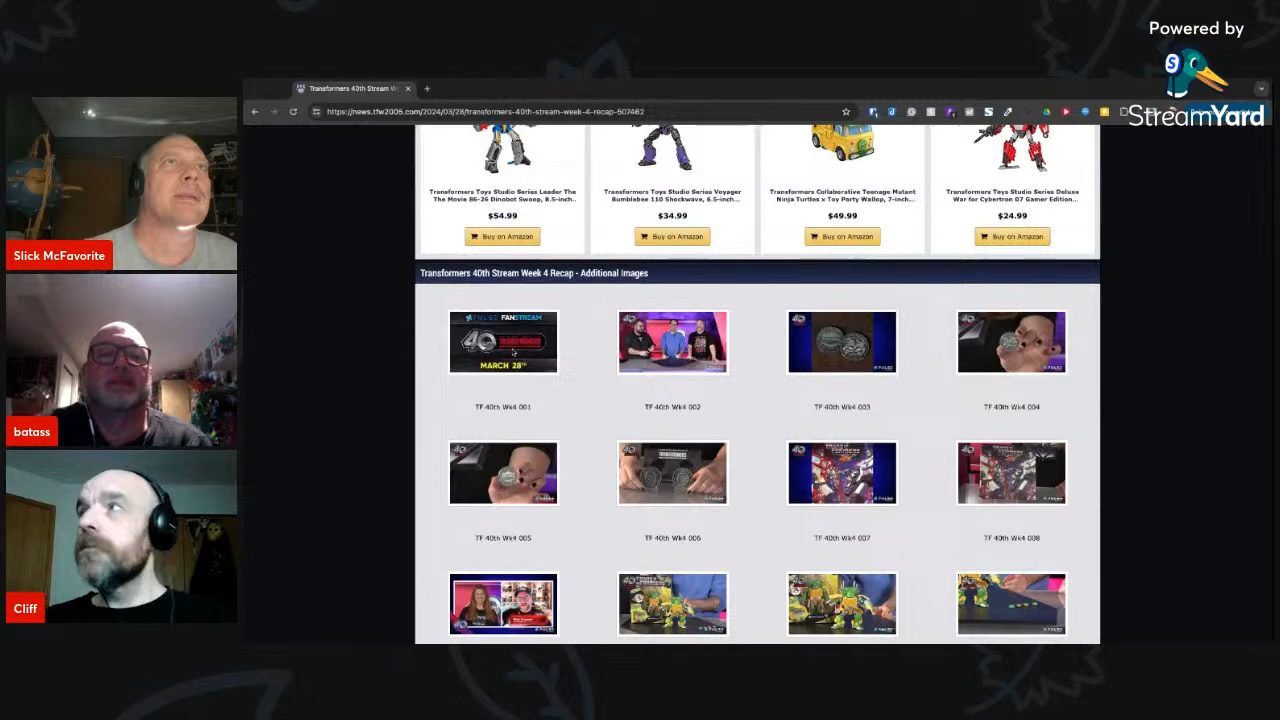 Powered by
StreamYard
Transformers 40th Stream W
https://news.tfw2005.com/2024/03/28/transformers-40th-stream-week-4-recap-507462
Transformers Toys Studio Series Leader The
The Movie 86-26 Dinobot Swoop, 8.5-inch..
$54.99
Buy on Amazon
Transformers Toys Studio Series Voyager
Bumblebee 110 Shockwave, 6.5-inch...
$34.99
Buy on Amazon
Transformers Collaborative Teenage Mutant
Ninja Turtles x Toy Party Wallop, 7-inch...
$49.99
Buy on Amazon
Transformers Toys Studio Series Deluxe
War for Cybertron 07 Gamer Edition...
$24.99
Buy on Amazon
Transformers 40th Stream Week 4 Recap - Additional Images
PULSE FANSTREAM
40
MARCH 28TH
TF 40th Wk4 001
TF 40th Wk4 002
TF 40th Wk4 003
TF 40th Wk4 004
TF 40th Wk4 005
TF 40th Wk4 006
TF 40th Wk4 007
TF 40th Wk4 008
Slick McFavorite
batass
Cliff